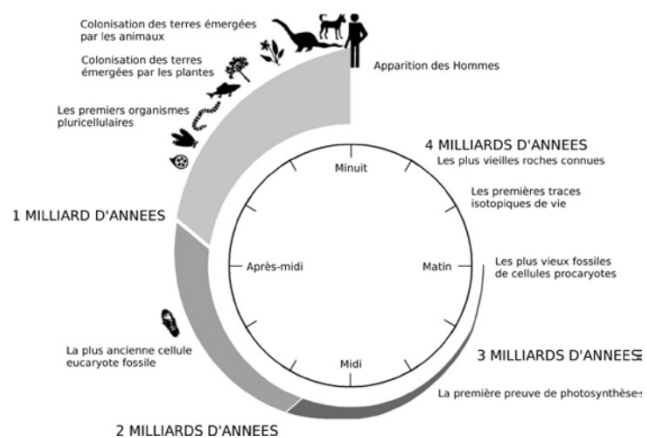 Colonisation des terres émergées
par les animaux
Colonisation des terres
émergées par les plantes
Apparition des Hommes
Les premiers organismes
pluricellulaires
4 MILLIARDS D'ANNEES
Les plus vieilles roches connues
Minuit
Les premières traces
isotopiques de vie
1 MILLIARD D'ANNEES
Après-midi
Matin
Les plus vieux fossiles
de cellules procaryotes
La plus ancienne cellule
eucaryote fossile
Midi
3 MILLIARDS D'ANNEES
La première preuve de photosynthèse
2 MILLIARDS D'ANNEES